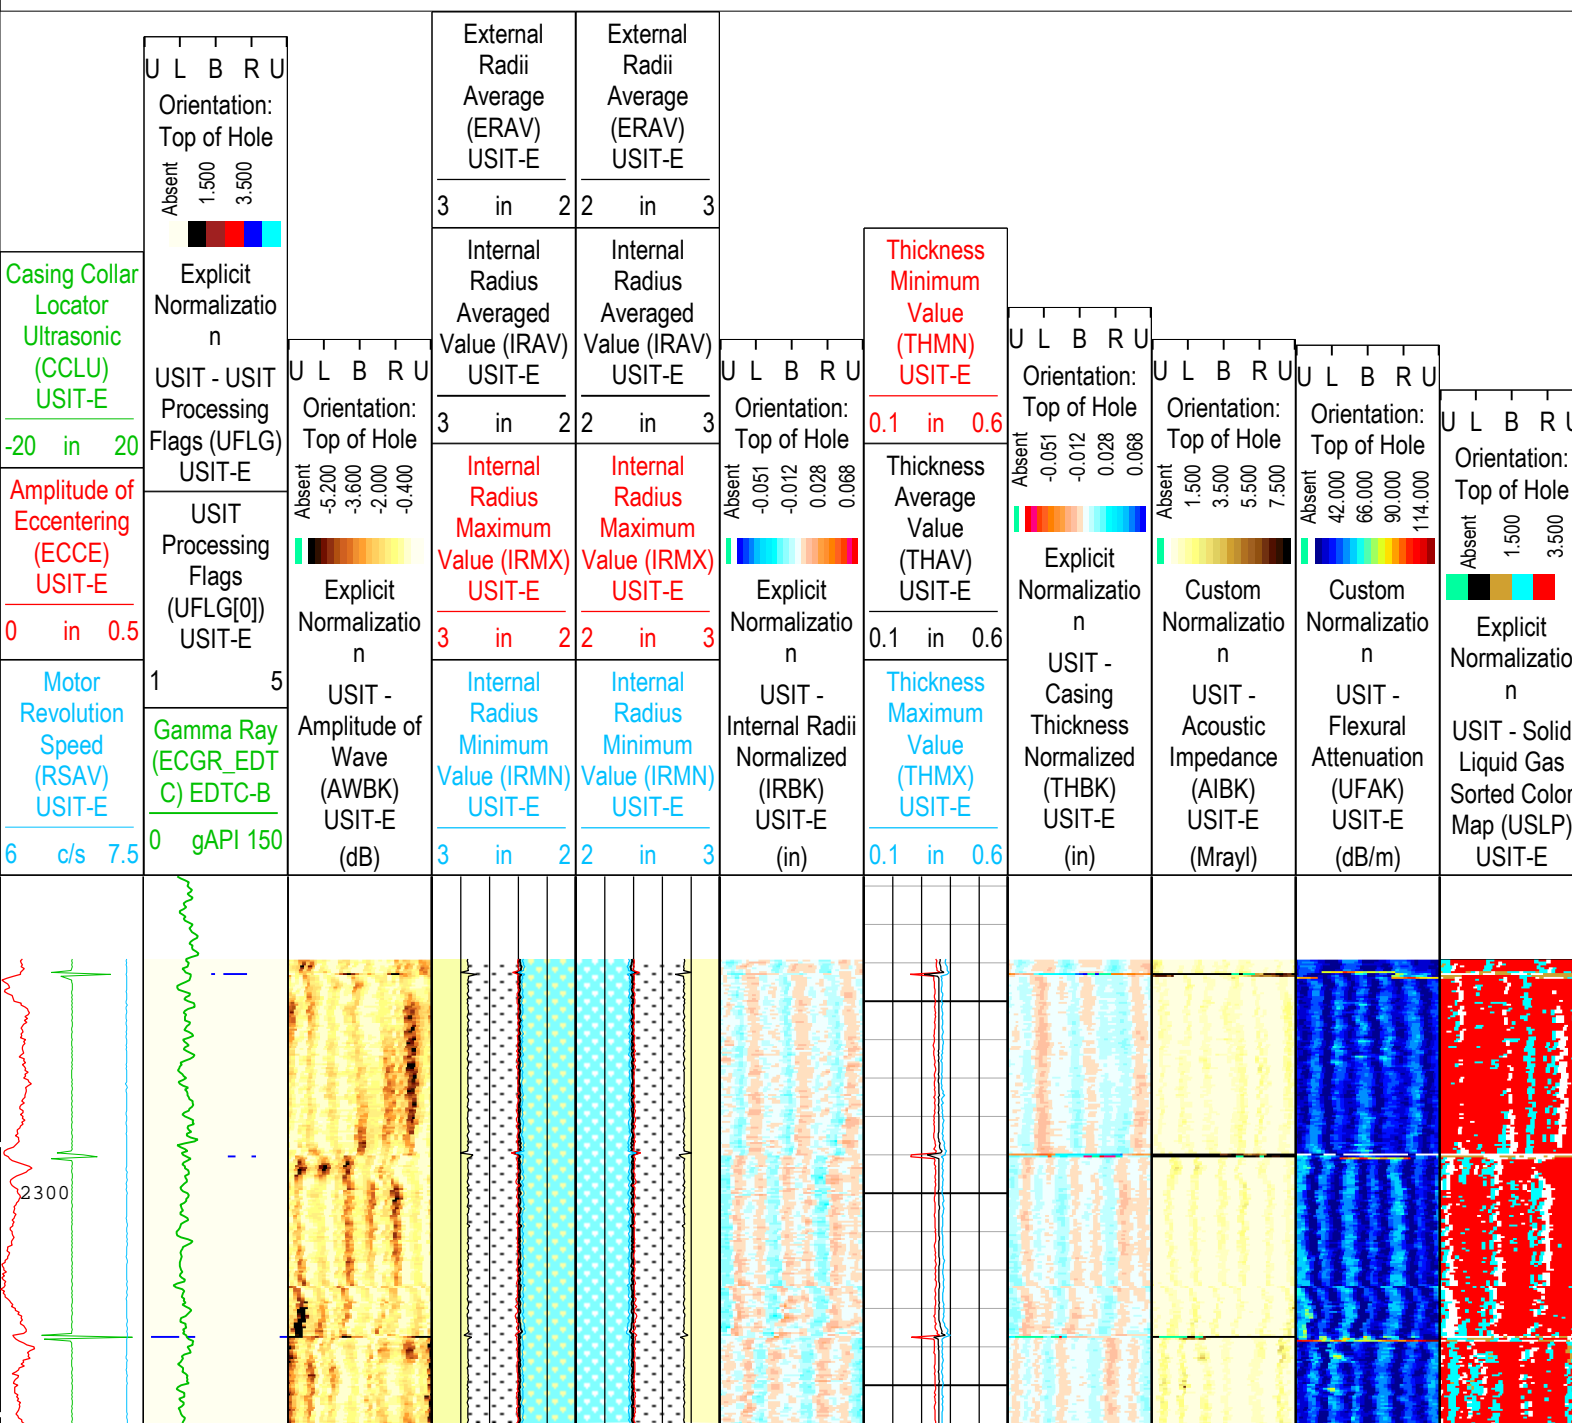 Casing Collar
Locator
Ultrasonic
(CCLU)
USIT-E
-20 in 20
Amplitude of
Eccentering
(ECCE)
USIT-E
0 in 0.5
Motor
Revolution
Speed
(RSAV)
USIT-E
6 c/s 7.5
U L B R U
Orientation:
Top of Hole
Absent 1.500 3.500
Explicit
Normalizatio
n
USIT - USIT
Processing
Flags (UFLG)
USIT-E
USIT
Processing
Flags
(UFLG[0])
USIT-E
1 5
Gamma Ray
(ECGR_EDT
C) EDTC-B
0 gAPI 150
U L B R U
Orientation:
Top of Hole
Absent -5.200 -3.600 -2.000 -0.400
Explicit
Normalizatio
n
USIT -
Amplitude of
Wave
(AWBK)
USIT-E
(dB)
External
Radii
Average
(ERAV)
USIT-E
3 in 2
Internal
Radius
Averaged
Value (IRAV)
USIT-E
3 in 2
Internal
Radius
Maximum
Value (IRMX)
USIT-E
3 in 2
Internal
Radius
Minimum
Value (IRMN)
USIT-E
3 in 2
External
Radii
Average
(ERAV)
USIT-E
2 in 3
Internal
Radius
Averaged
Value (IRAV)
USIT-E
2 in 3
Internal
Radius
Maximum
Value (IRMX)
USIT-E
2 in 3
Internal
Radius
Minimum
Value (IRMN)
USIT-E
2 in 3
U L B R U
Orientation:
Top of Hole
Absent -0.051 -0.012 0.028 0.068
Explicit
Normalizatio
n
USIT -
Internal Radii
Normalized
(IRBK)
USIT-E
(in)
Thickness
Minimum
Value
(THMN)
USIT-E
0.1 in 0.6
Thickness
Average
Value
(THAV)
USIT-E
0.1 in 0.6
Thickness
Maximum
Value
(THMX)
USIT-E
0.1 in 0.6
U L B R U
Orientation:
Top of Hole
Absent -0.051 -0.012 0.028 0.068
Explicit
Normalizatio
n
USIT -
Casing
Thickness
Normalized
(THBK)
USIT-E
(in)
U L B R U
Orientation:
Top of Hole
Absent 1.500 3.500 5.500 7.500
Custom
Normalizatio
n
USIT -
Acoustic
Impedance
(AIBK)
USIT-E
(Mrayl)
U L B R U
Orientation:
Top of Hole
Absent 42.000 66.000 90.000 114.000
Custom
Normalizatio
n
USIT -
Flexural
Attenuation
(UFAK)
USIT-E
(dB/m)
U L B R U
Orientation:
Top of Hole
Absent 1.500 3.500
Explicit
Normalizatio
n
USIT - Solid
Liquid Gas
Sorted Color
Map (USLP)
USIT-E
2300